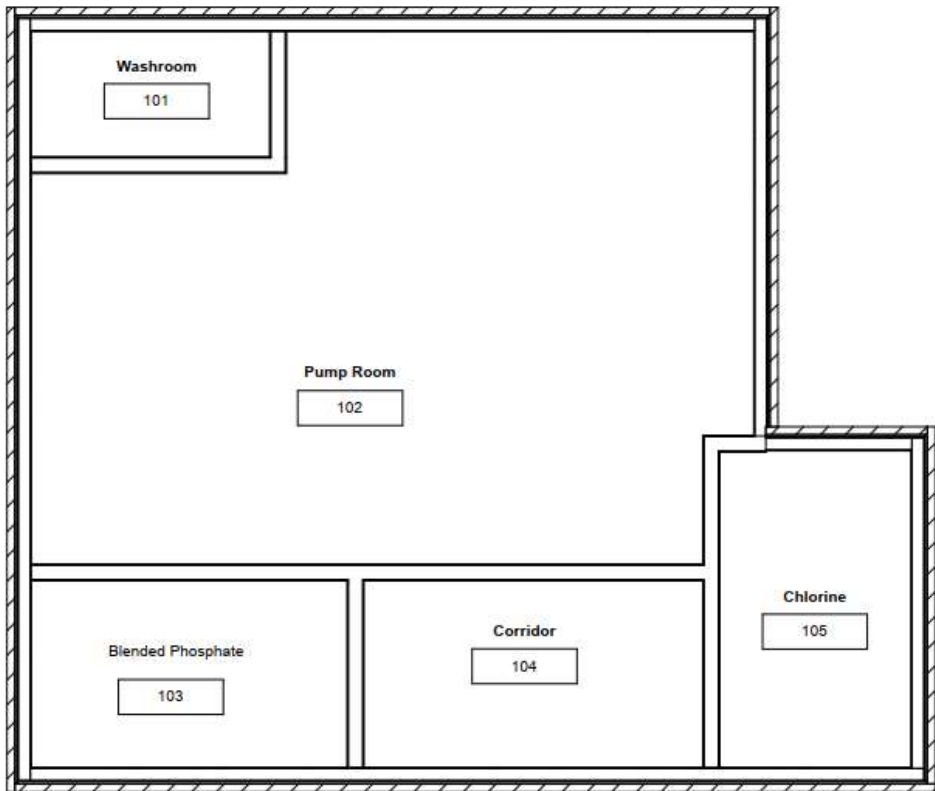 Washroom
101
Pump Room
102
Blended Phosphate
103
Corridor
104
Chlorine
105